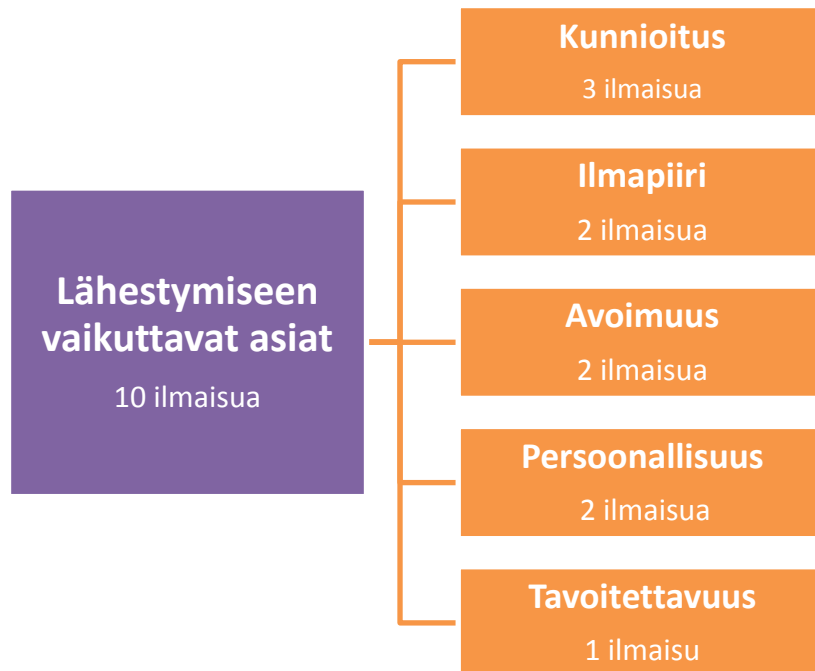 Lähestymiseen
vaikuttavat asiat
10 ilmaisua
Kunnioitus
3 ilmaisua
Ilmapiiri
2 ilmaisua
Avoimuus
2 ilmaisua
Persoonallisuus
2 ilmaisua
Tavoitettavuus
1 ilmaisu